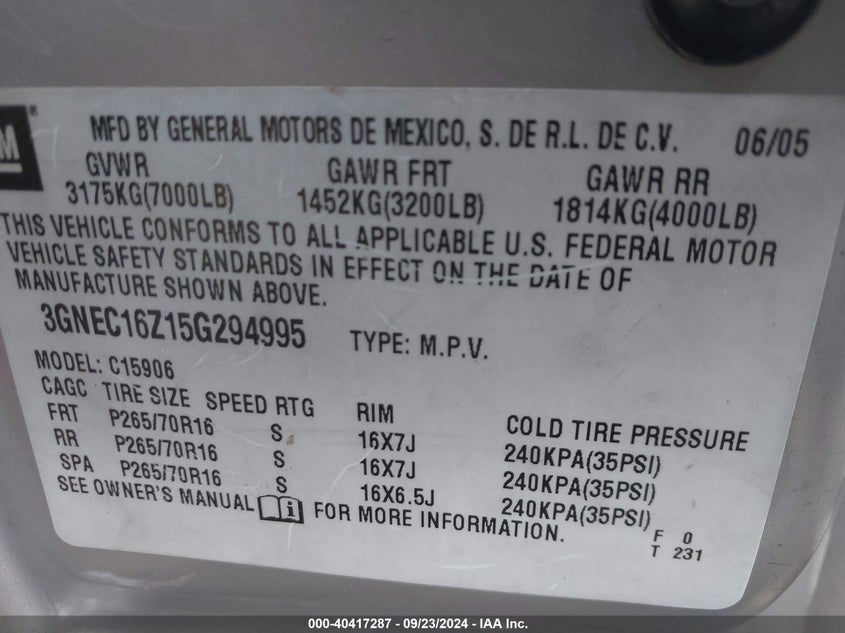 M®
MFD BY GENERAL MOTORS DE MEXICO, S. DE R.L. DE C.V. 06/05
GVWR GAWR FRT GAWR RR
3175KG(7000LB) 1452KG(3200LB) 1814KG(4000LB)
THIS VEHICLE CONFORMS TO ALL APPLICABLE U.S. FEDERAL MOTOR
VEHICLE SAFETY STANDARDS IN EFFECT ON THE DATE OF
MANUFACTURE SHOWN ABOVE.
3GNEC16Z15G294995 TYPE: M.P.V.
MODEL: C15906
CAGC TIRE SIZE SPEED RTG RIM COLD TIRE PRESSURE
FRT P265/70R16 S 16X7J 240KPA(35PSI)
RR P265/70R16 S 16X7J 240KPA(35PSI)
SPA P265/70R16 S 16X6.5J 240KPA(35PSI)
SEE OWNER'S MANUAL i FOR MORE INFORMATION.
F 0
T 231
000-40417287 - 09/23/2024 - IAA Inc.